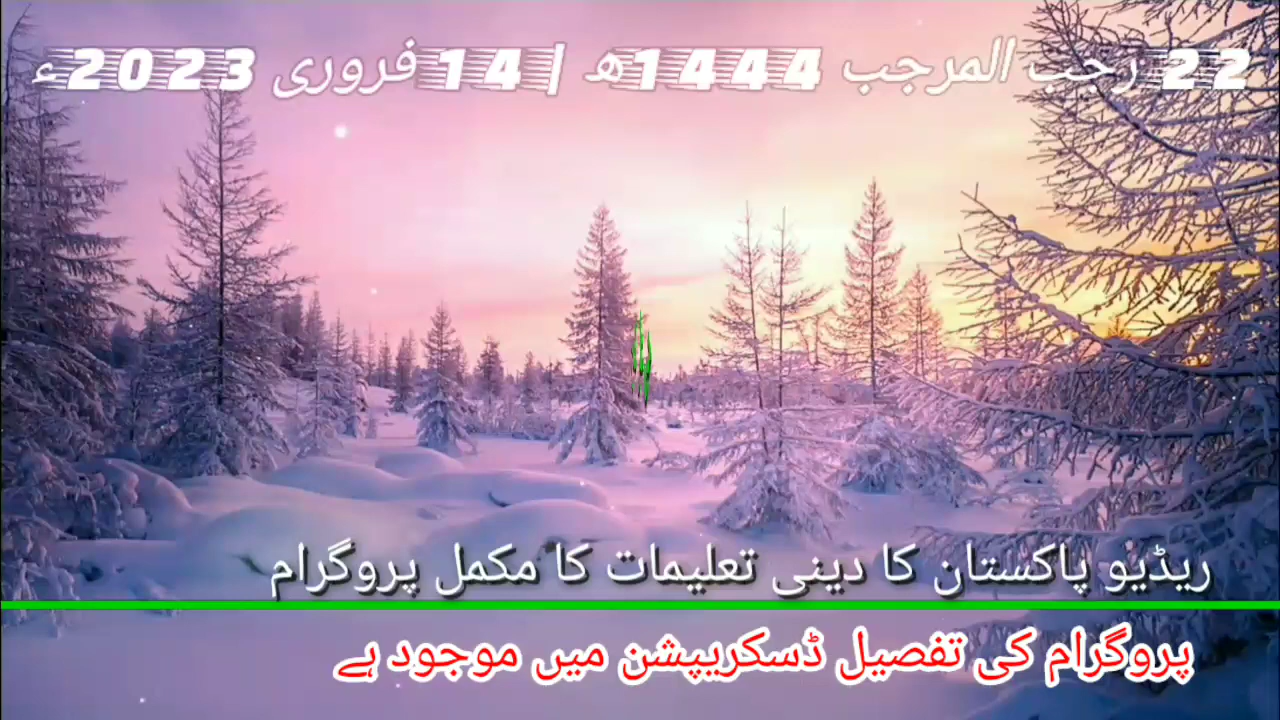 22 رجب المرجب 1444ھ | 14 فروری 2023ء
ریڈیو پاکستان کا دینی تعلیمات کا مکمل پروگرام
پروگرام کی تفصیل ڈسکریپشن میں موجود ہے